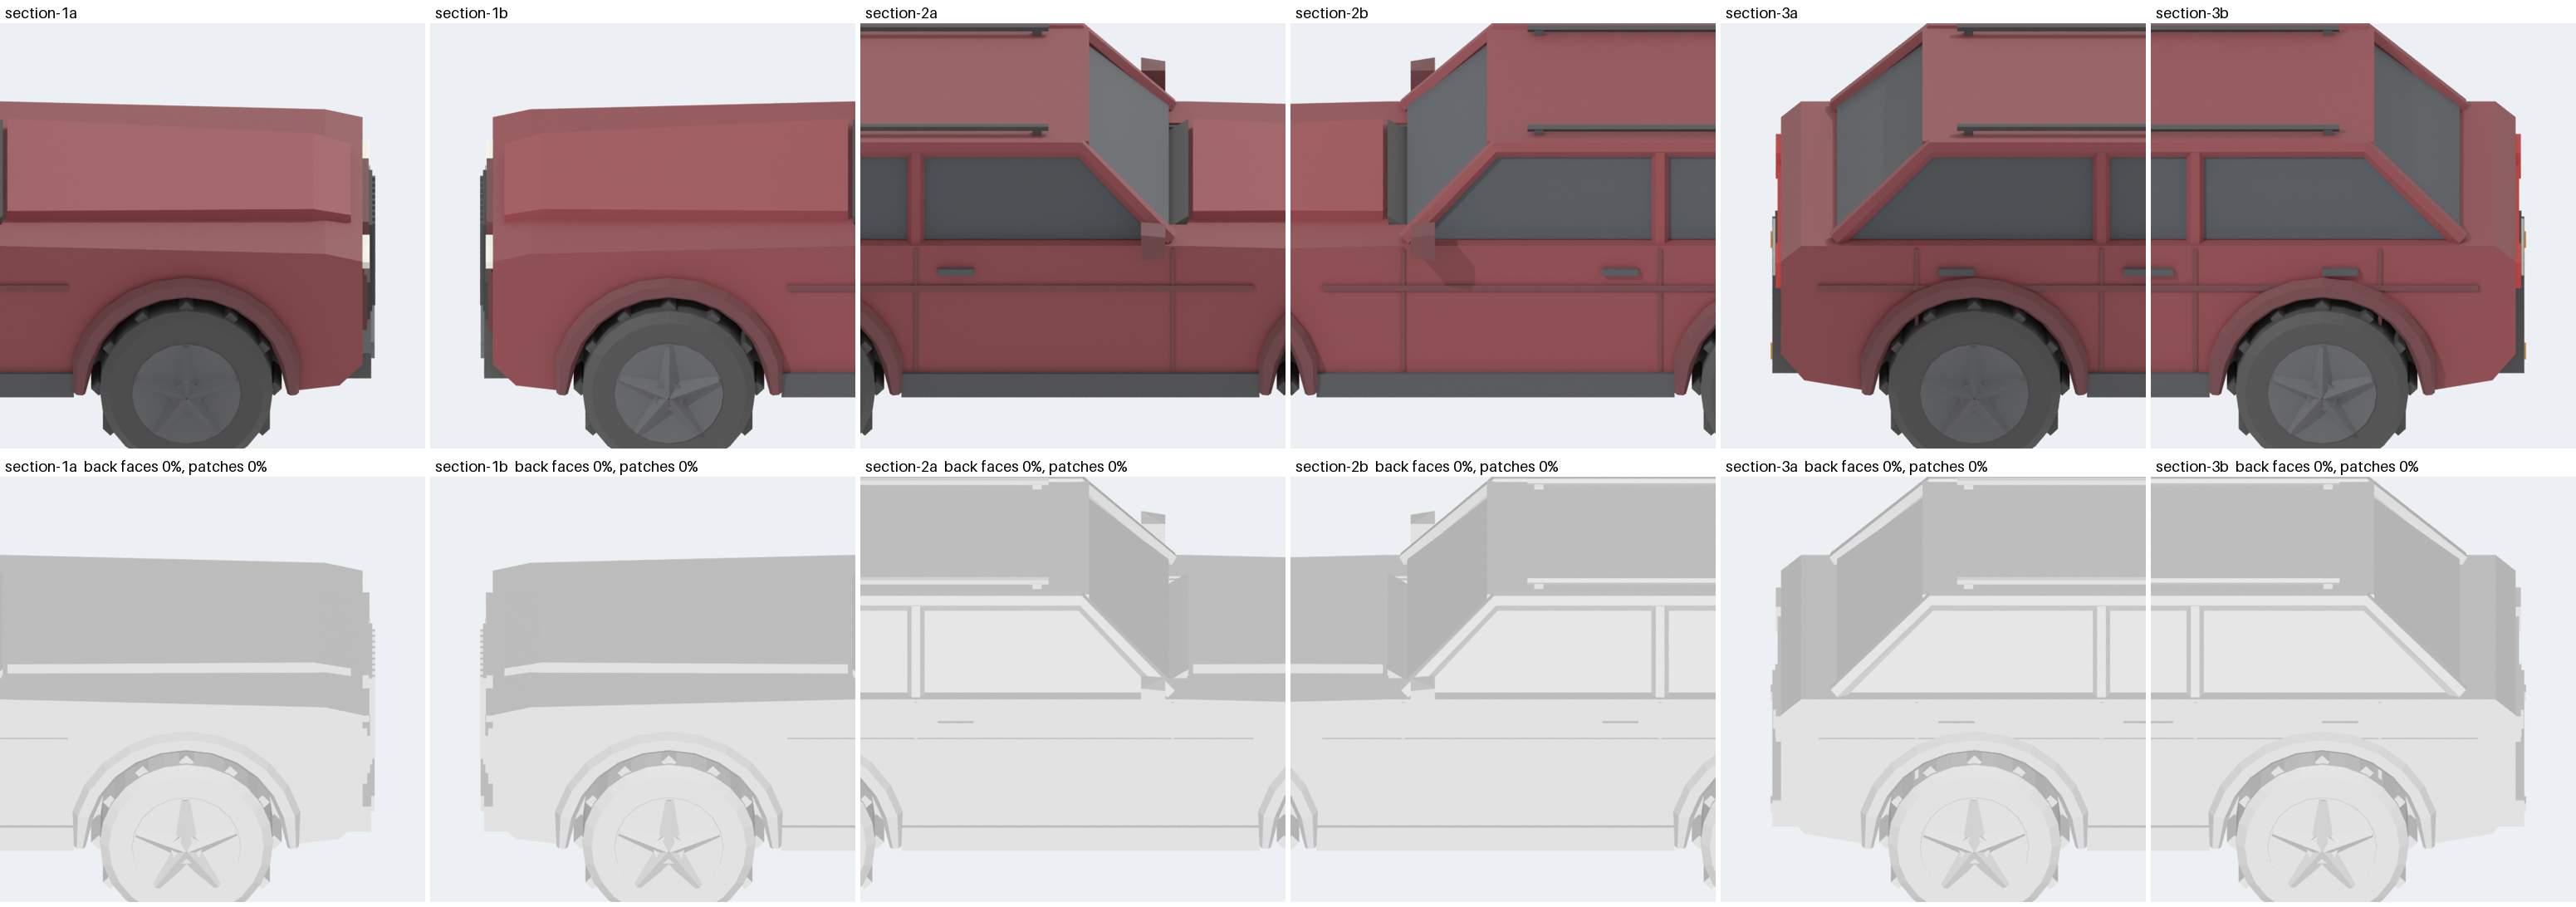 section-1a
section-1b
section-2a
section-2b
section-3a
section-3b
section-1a back faces 0%, patches 0%
section-1b back faces 0%, patches 0%
section-2a back faces 0%, patches 0%
section-2b back faces 0%, patches 0%
section-3a back faces 0%, patches 0%
section-3b back faces 0%, patches 0%